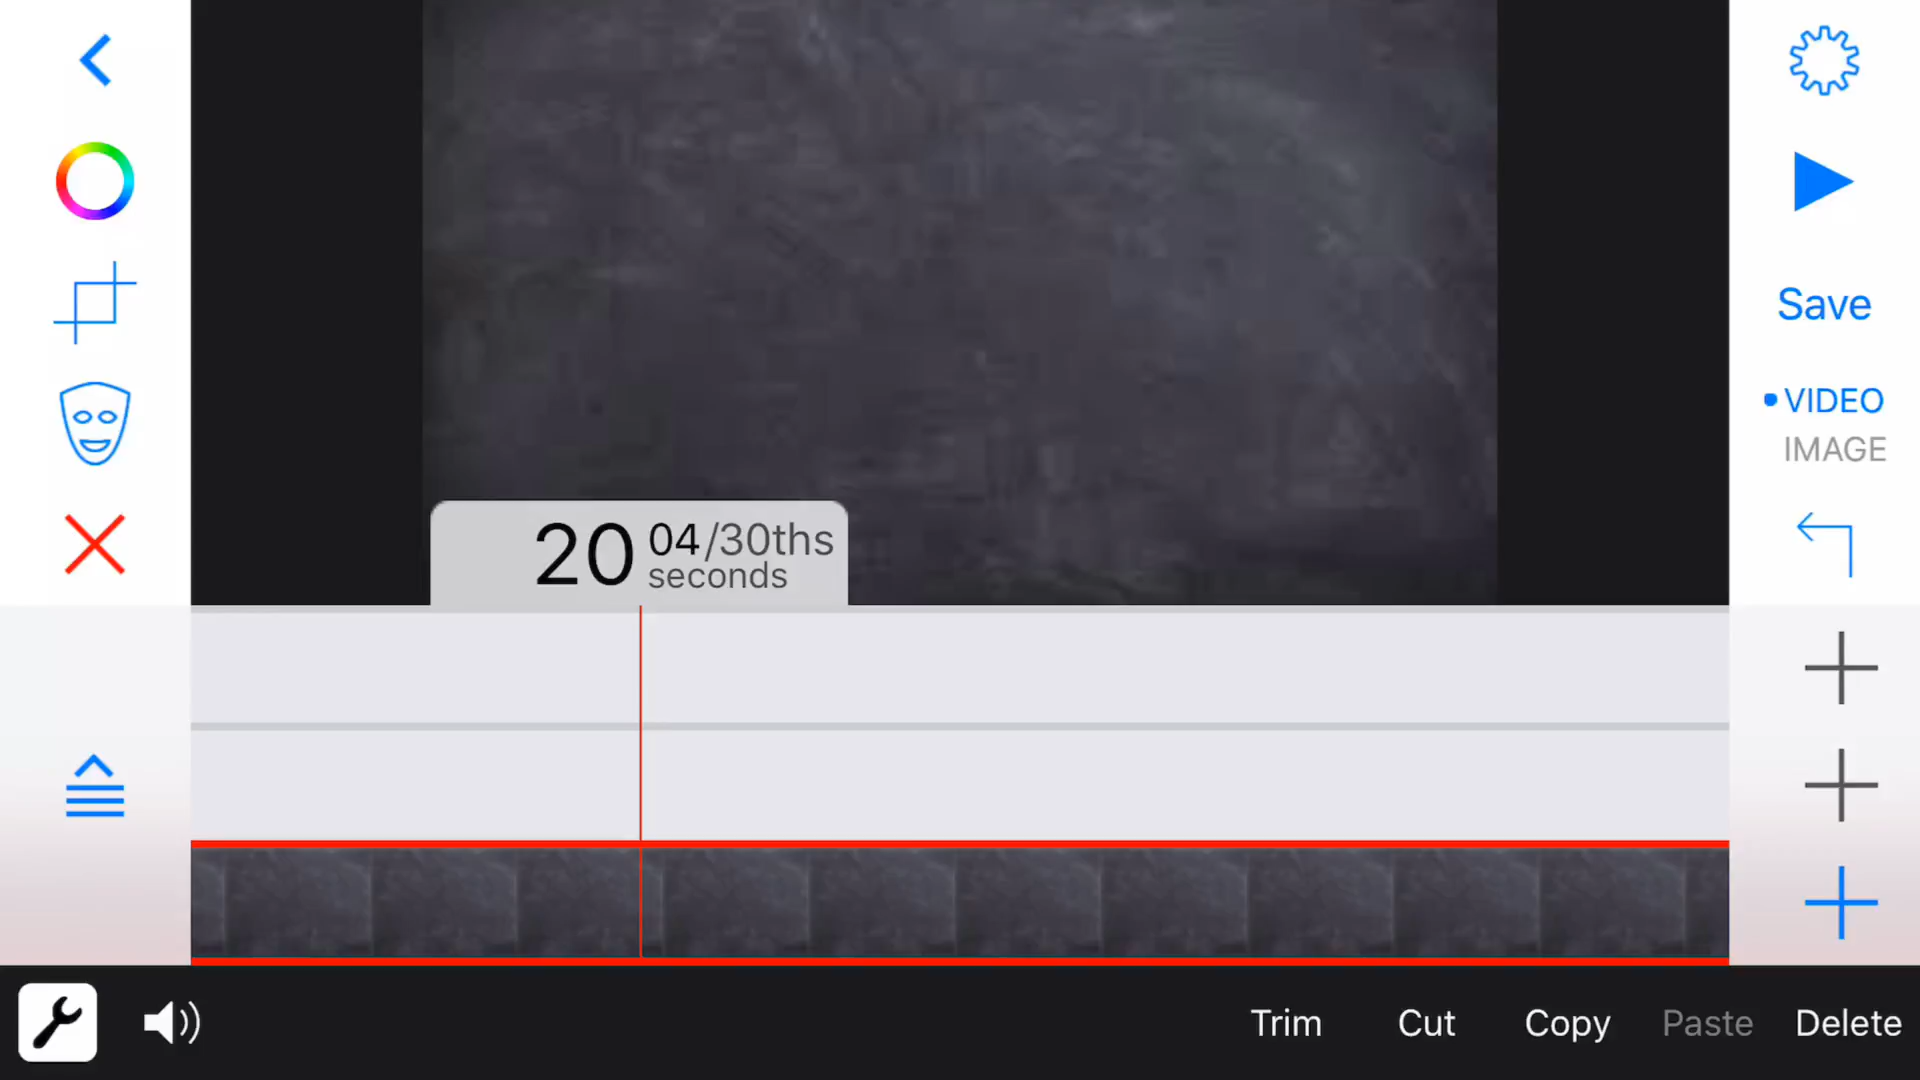 Save
VIDEO
IMAGE
20 04/30ths
seconds
Trim Cut Copy Paste Delete